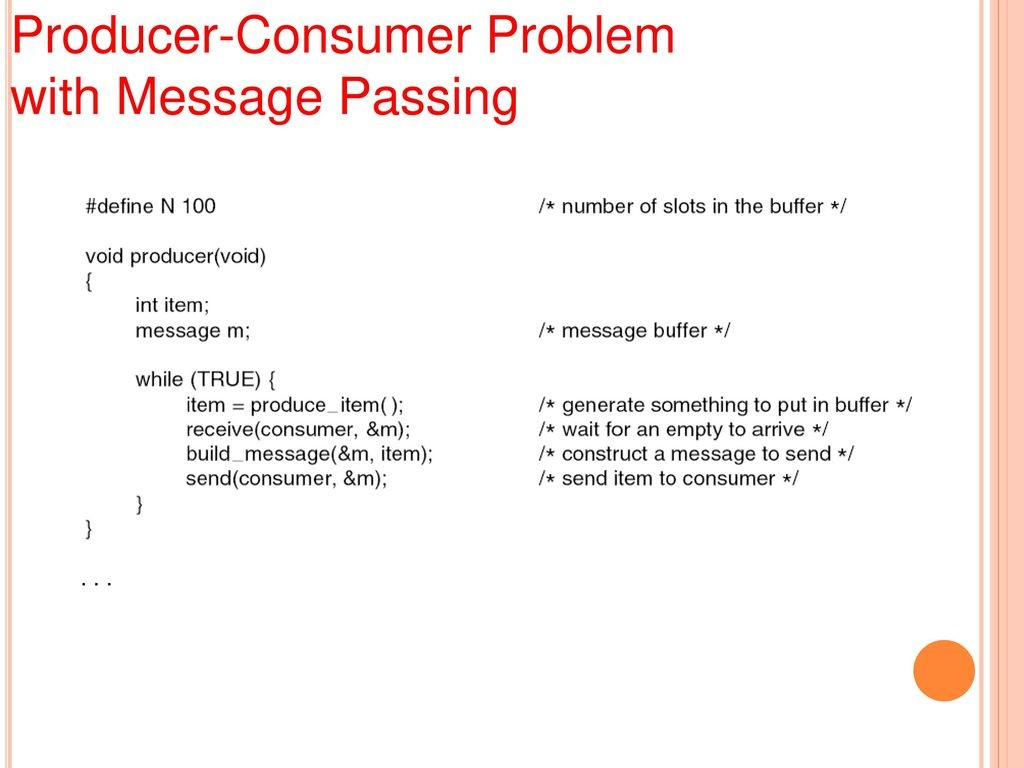 Producer-Consumer Problem
with Message Passing
#define N 100 /* number of slots in the buffer */
void producer(void)
{
int item;
message m; /* message buffer */
while (TRUE) {
item = produce_item( ); /* generate something to put in buffer */
receive(consumer, &m); /* wait for an empty to arrive */
build_message(&m, item); /* construct a message to send */
send(consumer, &m); /* send item to consumer */
}
}
. . .